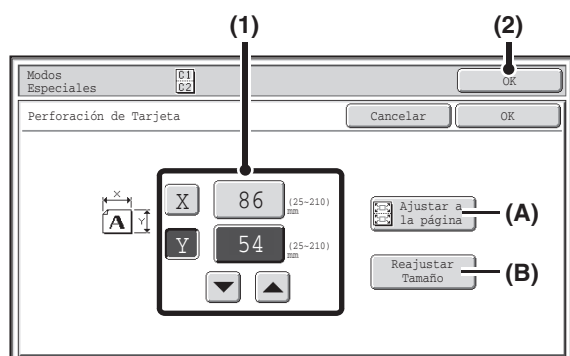 (1)
(2)
Modos
Especiales
C1
C2
OK
Perforación de Tarjeta
Cancelar
OK
X
86
(25~210)
mm
X
A
Y
Y
54
(25~210)
mm
Ajustar a
la página
(A)
Reajustar
Tamaño
(B)